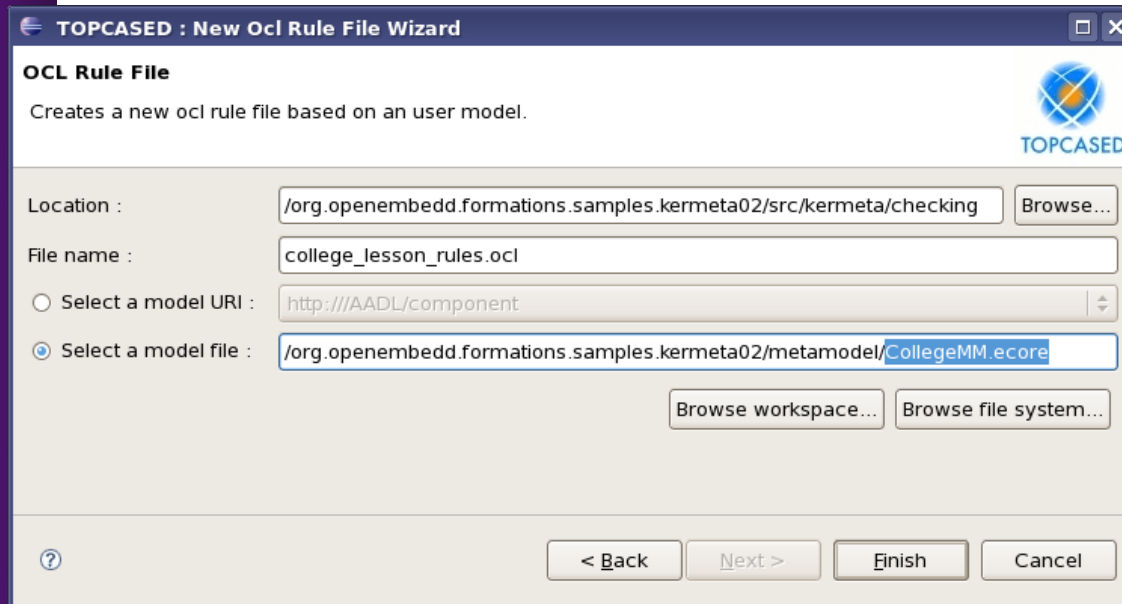 TOPCASED : New Ocl Rule File Wizard
OCL Rule File
Creates a new ocl rule file based on an user model.
TOPCASED
Location : /org.openembedd.formations.samples.kermeta02/src/kermeta/checking Browse...
File name : college_lesson_rules.ocl
Select a model URI : http:///AADL/component
Select a model file : /org.openembedd.formations.samples.kermeta02/metamodel/CollegeMM.ecore
Browse workspace... Browse file system...
< Back Next > Finish Cancel